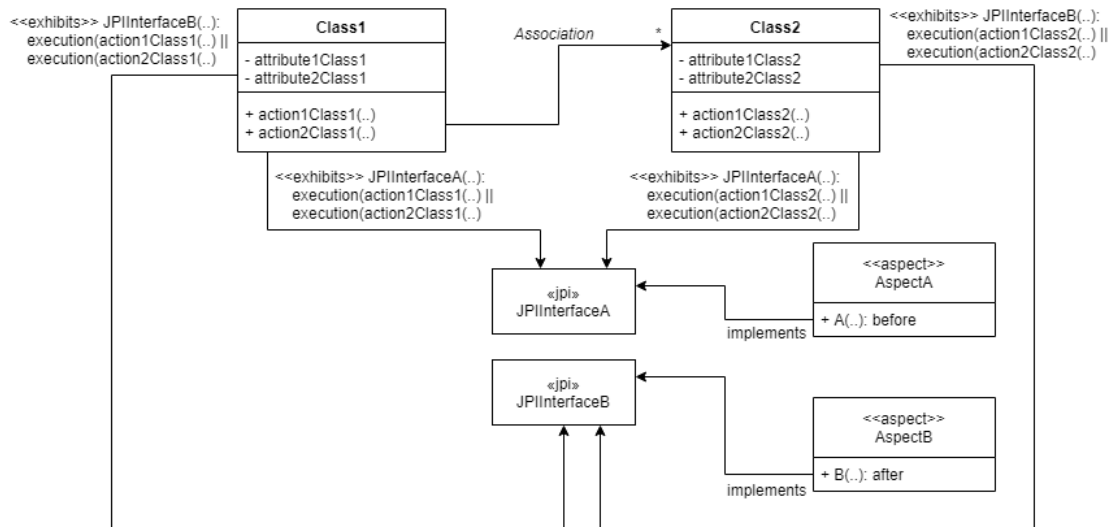 <<exhibits>> JPIInterfaceB(..):
execution(action1Class1(..) ||
execution(action2Class1(..)
Class1
- attribute1Class1
- attribute2Class1
+ action1Class1(..)
+ action2Class1(..)
Association
*
Class2
- attribute1Class2
- attribute2Class2
+ action1Class2(..)
+ action2Class2(..)
<<exhibits>> JPIInterfaceB(..):
execution(action1Class2(..) ||
execution(action2Class2(..)
<<exhibits>> JPIInterfaceA(..):
execution(action1Class1(..) ||
execution(action2Class1(..)
<<exhibits>> JPIInterfaceA(..):
execution(action1Class2(..) ||
execution(action2Class2(..)
«jpi»
JPIInterfaceA
<<aspect>>
AspectA
+ A(..): before
implements
«jpi»
JPIInterfaceB
<<aspect>>
AspectB
+ B(..): after
implements